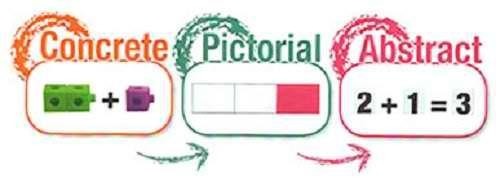 Concrete Pictorial Abstract
+
2 + 1 = 3